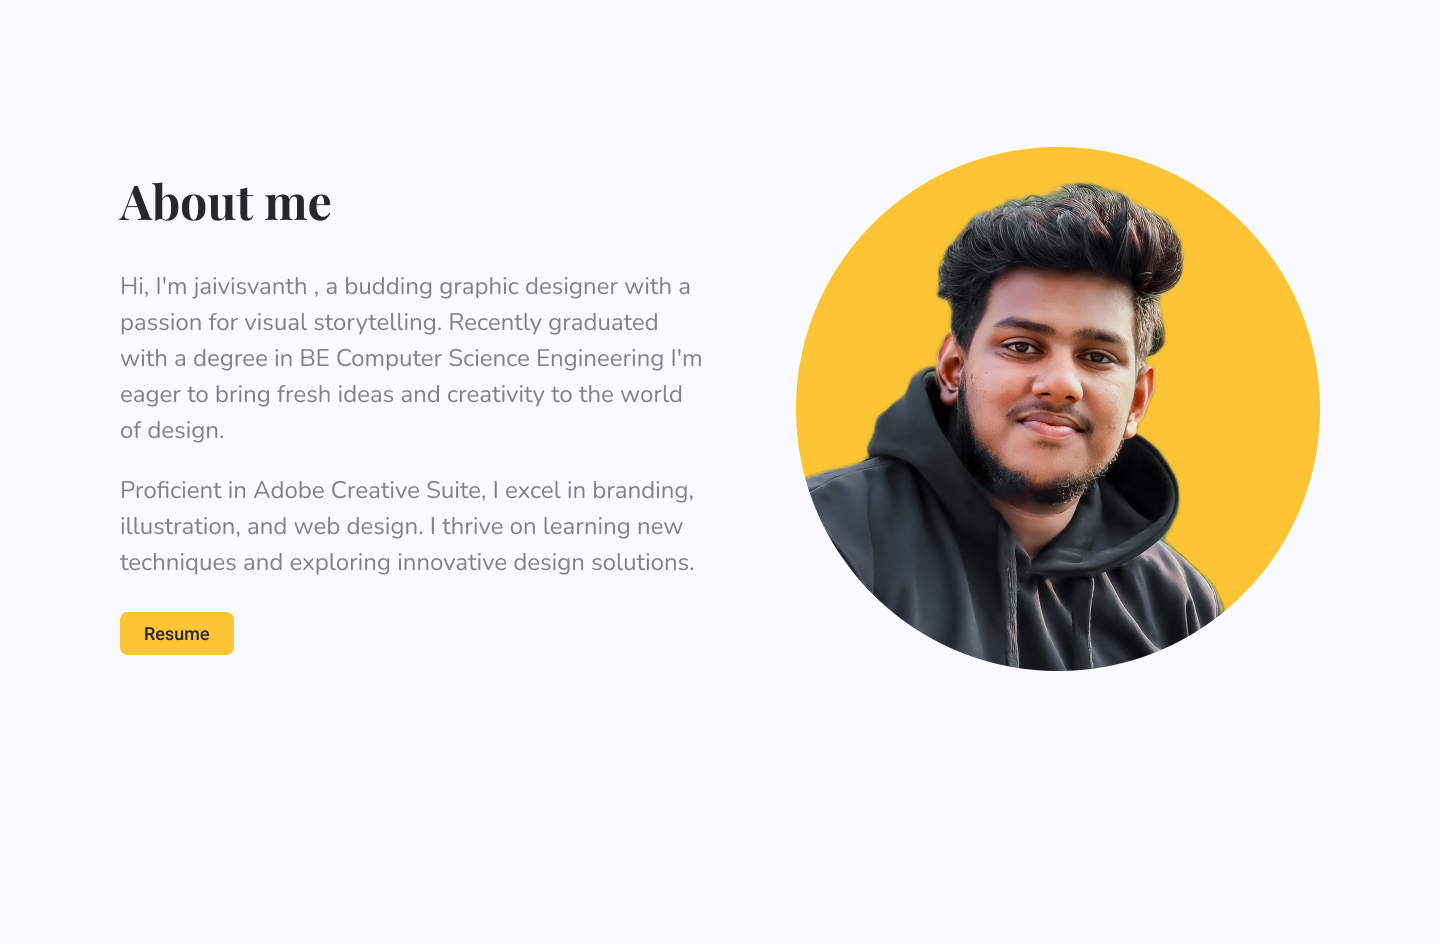 About me
Hi, I'm jaivisvanth , a budding graphic designer with a
passion for visual storytelling. Recently graduated
with a degree in BE Computer Science Engineering I'm
eager to bring fresh ideas and creativity to the world
of design.
Proficient in Adobe Creative Suite, I excel in branding,
illustration, and web design. I thrive on learning new
techniques and exploring innovative design solutions.
Resume